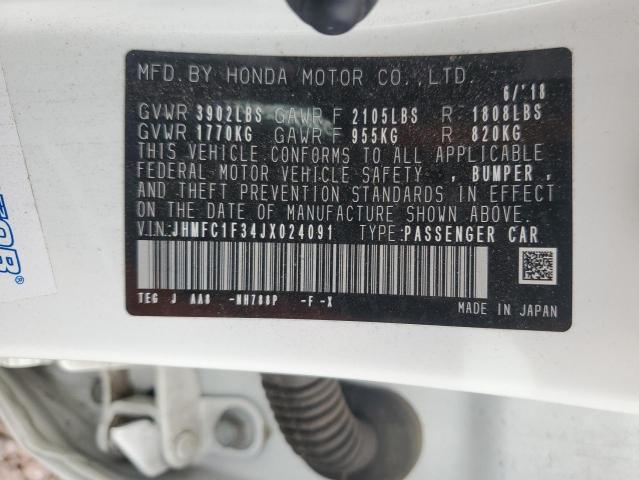 MFD. BY HONDA MOTOR CO., LTD.
6/'18
GVWR 3902LBS GAWR F 2105LBS R 1808LBS
GVWR 1770KG GAWR F 955KG R 820KG
THIS VEHICLE CONFORMS TO ALL APPLICABLE
FEDERAL MOTOR VEHICLE SAFETY , BUMPER ,
AND THEFT PREVENTION STANDARDS IN EFFECT
ON THE DATE OF MANUFACTURE SHOWN ABOVE.
VIN:JHMFC1F34JX024091 TYPE:PASSENGER CAR
TEG J AA8 -NH788P -F -X
MADE IN JAPAN